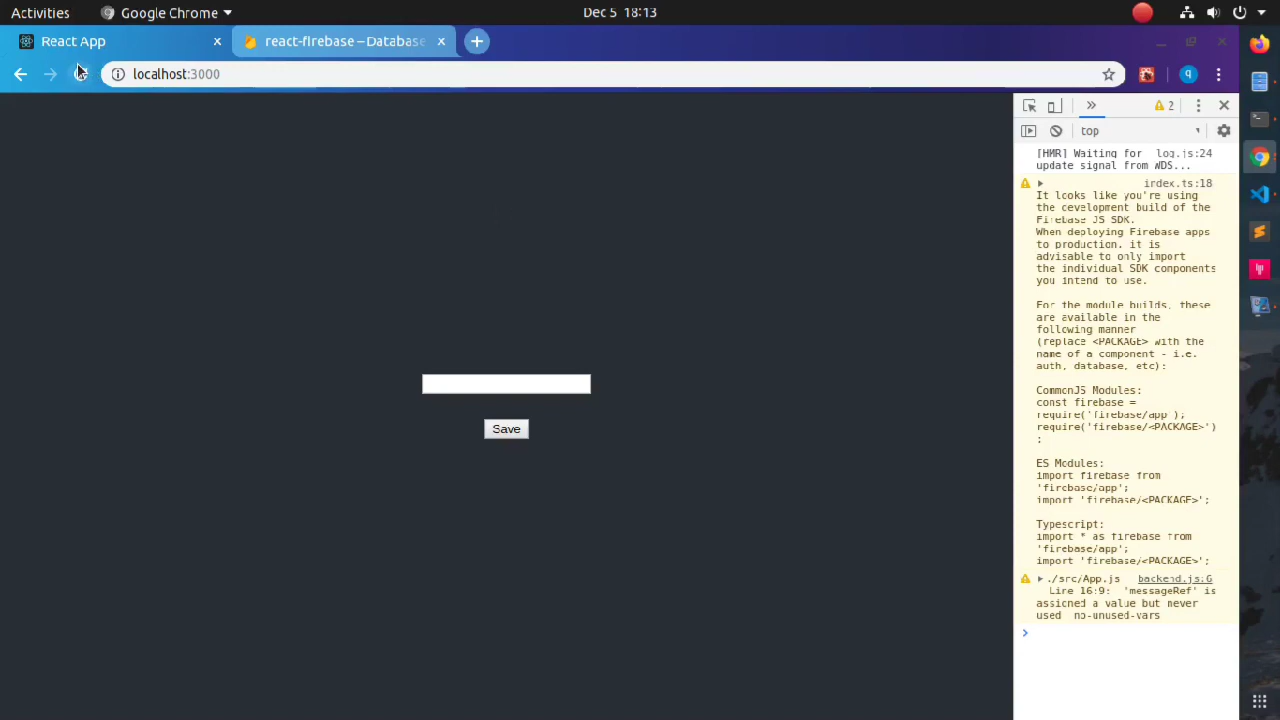 Activities
Google Chrome
Dec 5 18:13
React App
react-firebase – Database
localhost:3000
q
2
top
[HMR] Waiting for log.js:24
update signal from WDS...
index.ts:18
It looks like you're using
the development build of the
Firebase JS SDK.
When deploying Firebase apps
to production, it is
advisable to only import
the individual SDK components
you intend to use.
For the module builds, these
are available in the
following manner
(replace <PACKAGE> with the
name of a component - i.e.
auth, database, etc):
CommonJS Modules:
const firebase =
require('firebase/app');
require('firebase/<PACKAGE>')
;
ES Modules:
import firebase from
'firebase/app';
import 'firebase/<PACKAGE>';
Typescript:
import * as firebase from
'firebase/app';
import 'firebase/<PACKAGE>';
./src/App.js backend.js:6
Line 16:9: 'messageRef' is
assigned a value but never
used no-unused-vars
Save